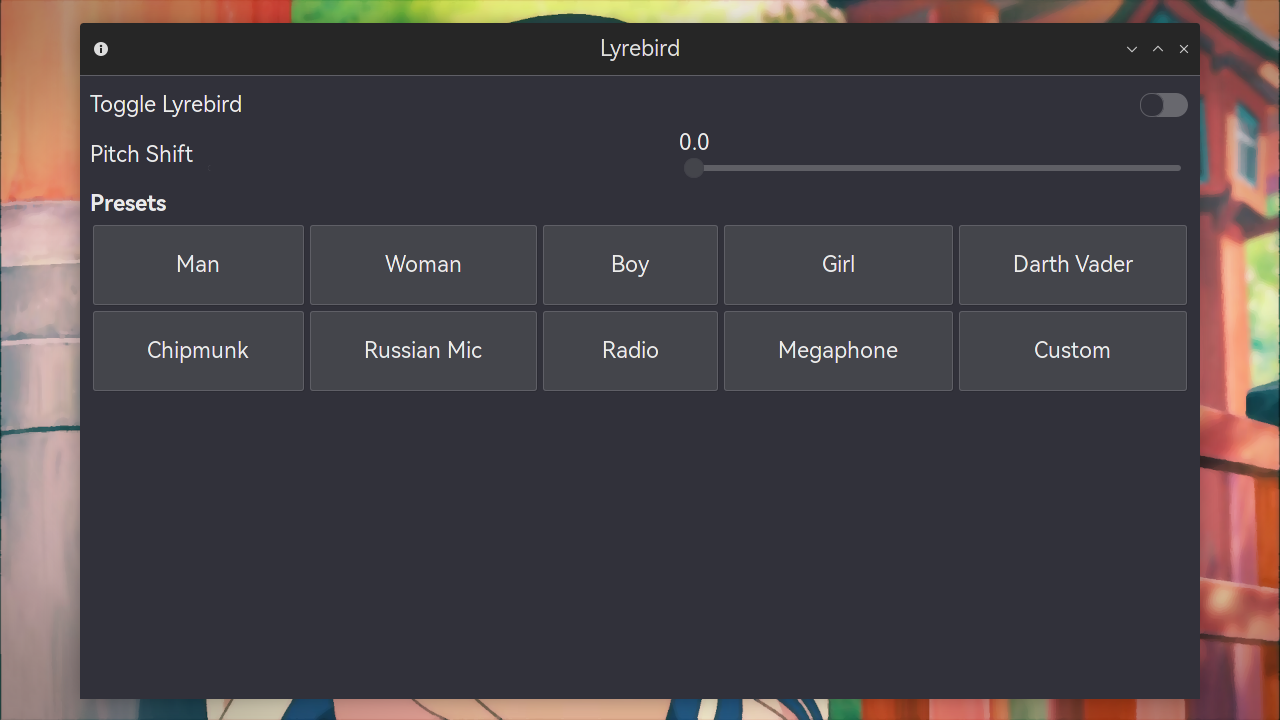 Lyrebird
Toggle Lyrebird
0.0
Pitch Shift
Presets
Man Woman Boy Girl Darth Vader
Chipmunk Russian Mic Radio Megaphone Custom